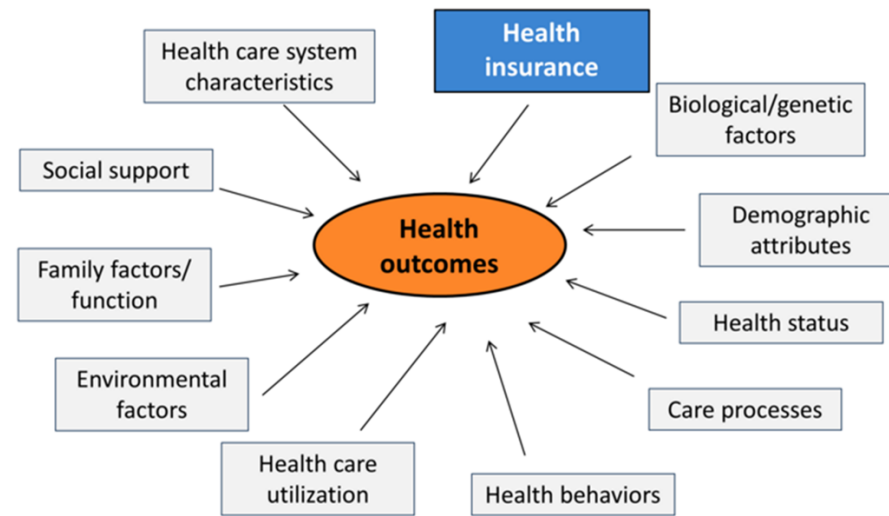 Health care system
characteristics
Health
insurance
Biological/genetic
factors
Social support
Demographic
attributes
Health
outcomes
Family factors/
function
Health status
Environmental
factors
Care processes
Health care
utilization
Health behaviors